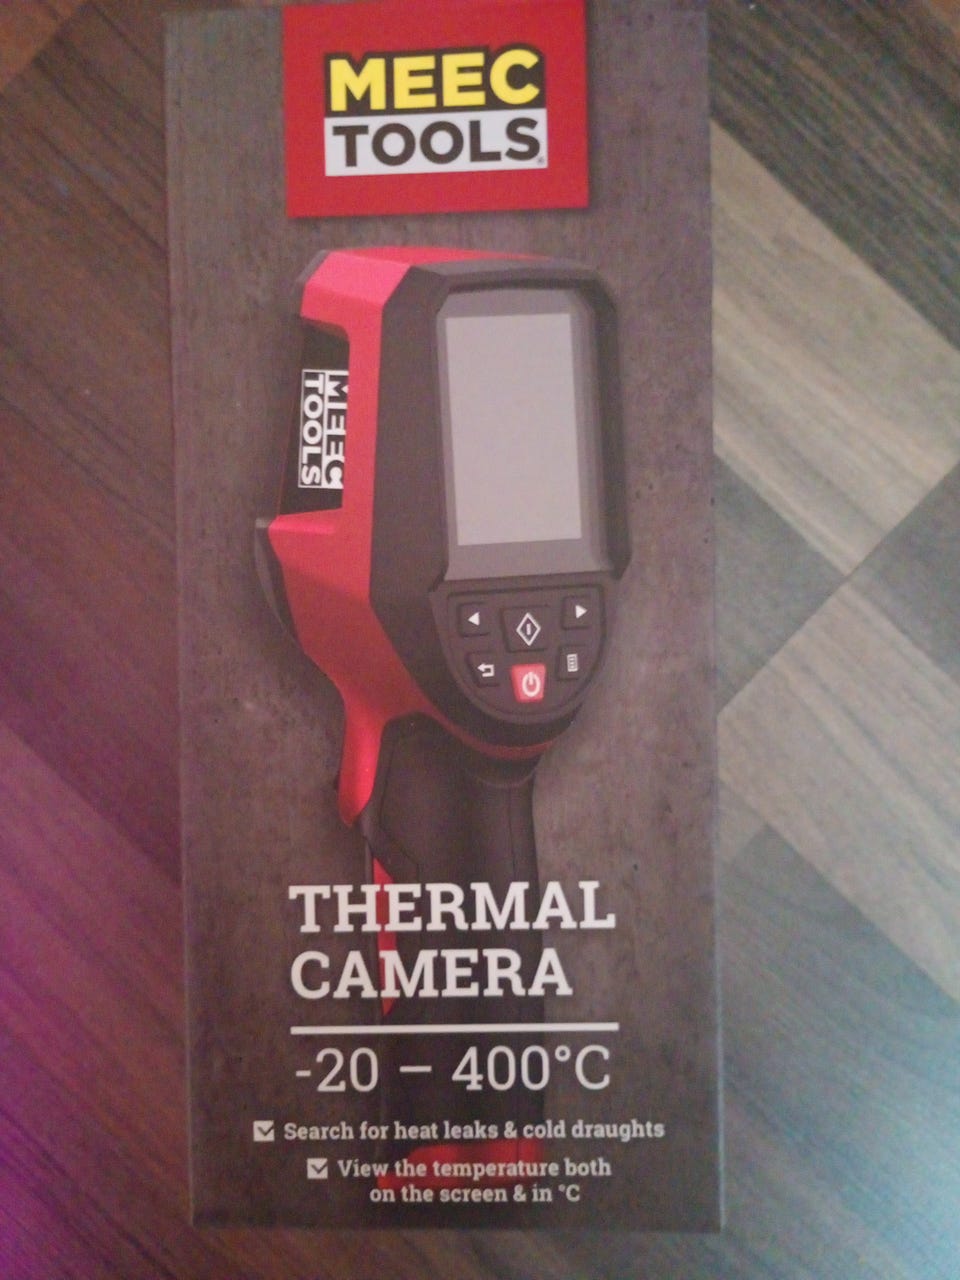 MEEC
TOOLS®
MEEC
TOOLS
THERMAL
CAMERA
-20 – 400°C
Search for heat leaks & cold draughts
View the temperature both
on the screen & in °C